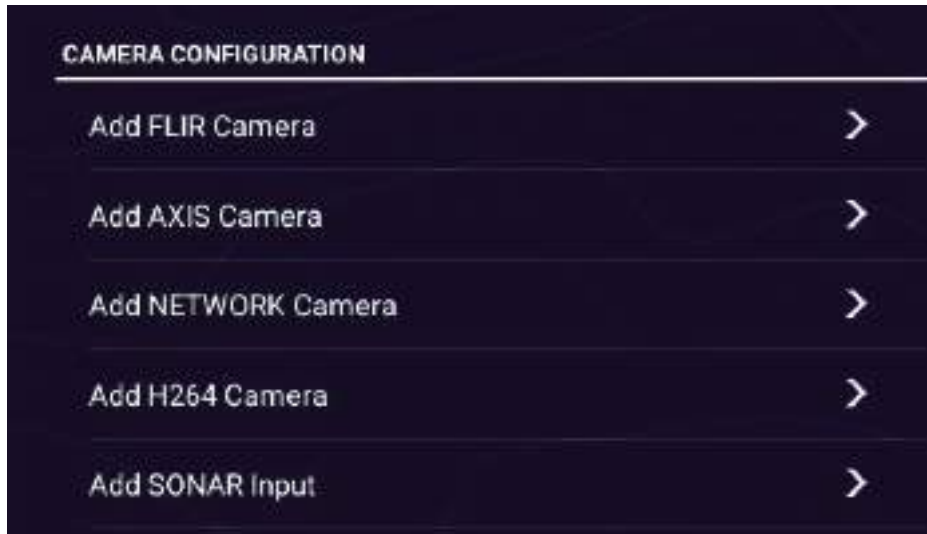 CAMERA CONFIGURATION
Add FLIR Camera
Add AXIS Camera
Add NETWORK Camera
Add H264 Camera
Add SONAR Input